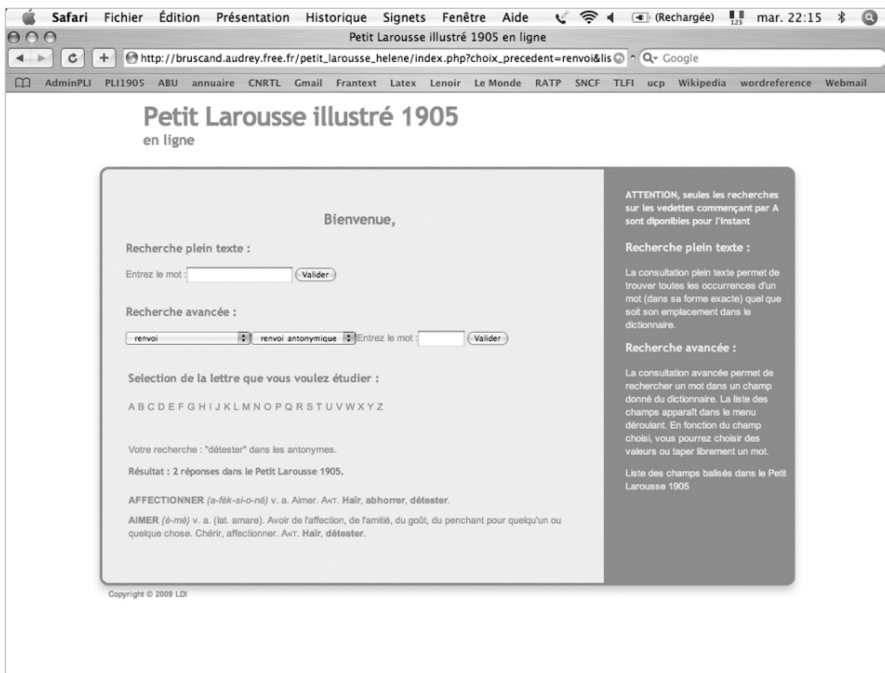 Safari Fichier Édition Présentation Historique Signets Fenêtre Aide (Rechargée) 123 mar. 22:15
Petit Larousse illustré 1905 en ligne
http://bruscand.audrey.free.fr/petit_larousse_helene/index.php?choix_precedent=renvoi&lis Google
AdminPLI PLI1905 ABU annuaire CNRTL Gmail Frantext Latex Lenoir Le Monde RATP SNCF TLFI ucp Wikipedia wordreference Webmail
Petit Larousse illustré 1905
en ligne
Bienvenue,
Recherche plein texte :
Entrez le mot : Valider
Recherche avancée :
renvoi renvoi antonymique Entrez le mot : Valider
Selection de la lettre que vous voulez étudier :
A B C D E F G H I J K L M N O P Q R S T U V W X Y Z
Votre recherche : "détester" dans les antonymes.
Résultat : 2 réponses dans le Petit Larousse 1905.
AFFECTIONNER (a-fèk-si-o-né) v. a. Aimer. ANT. Haïr, abhorrer, détester.
AIMER (è-mé) v. a. (lat. amare). Avoir de l'affection, de l'amitié, du goût, du penchant pour quelqu'un ou
quelque chose. Chérir, affectionner. ANT. Haïr, détester.
ATTENTION, seules les recherches
sur les vedettes commençant par A
sont diponibles pour l'instant
Recherche plein texte :
La consultation plein texte permet de
trouver toutes les occurrences d'un
mot (dans sa forme exacte) quel que
soit son emplacement dans le
dictionnaire.
Recherche avancée :
La consultation avancée permet de
rechercher un mot dans un champ
donné du dictionnaire. La liste des
champs apparaît dans le menu
déroulant. En fonction du champ
choisi, vous pourrez choisir des
valeurs ou taper librement un mot.
Liste des champs balisés dans le Petit
Larousse 1905
Copyright © 2009 LDI